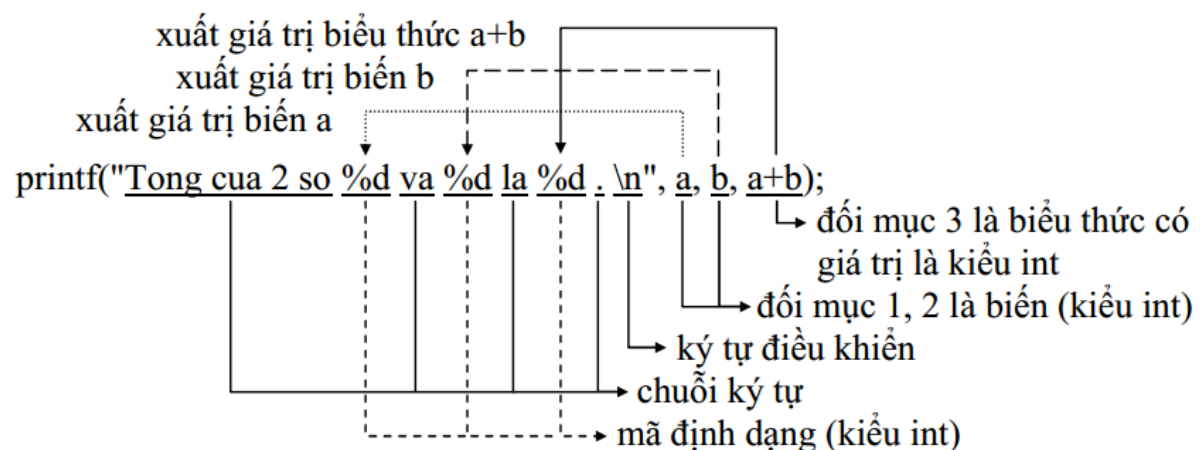 xuất giá trị biểu thức a+b
xuất giá trị biến b
xuất giá trị biến a
printf("Tong cua 2 so %d va %d la %d . \n", a, b, a+b);
đối mục 3 là biểu thức có
giá trị là kiểu int
đối mục 1, 2 là biến (kiểu int)
ký tự điều khiển
chuỗi ký tự
mã định dạng (kiểu int)